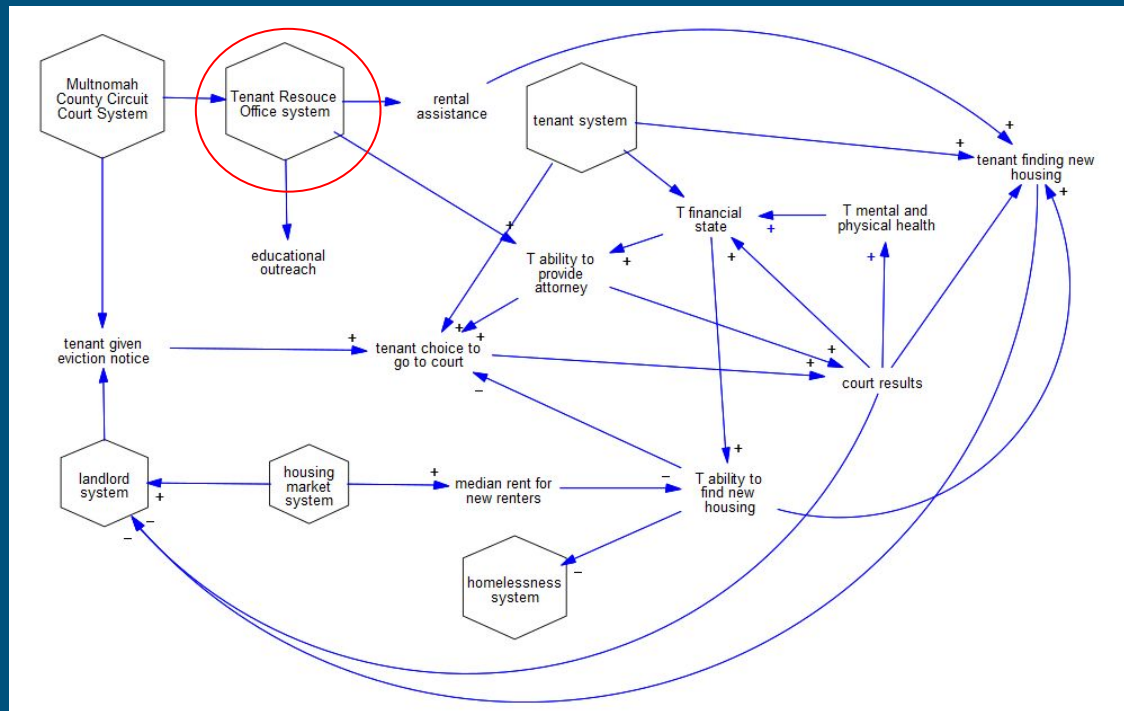 Multnomah
County Circuit
Court System
Tenant Resouce
Office system
rental
assistance
tenant system
+
+
tenant finding new
housing
+
T financial
state
T mental and
physical health
+
+
+
+
+
educational
outreach
T ability to
provide
attorney
+
tenant given
eviction notice
+
+
+
tenant choice to
go to court
–
+
+
court results
landlord
system
+
–
–
housing
market
system
+
median rent for
new renters
–
+
T ability to
find new
housing
homelessness
system
–